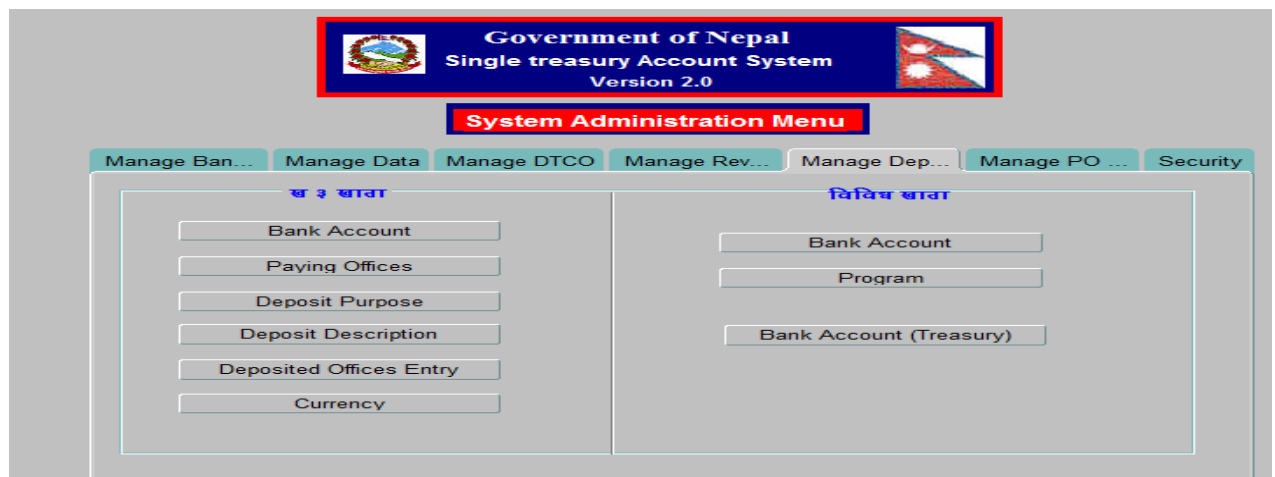 Government of Nepal
Single treasury Account System
Version 2.0
System Administration Menu
Manage Ban... Manage Data Manage DTCO Manage Rev... Manage Dep... Manage PO ... Security
ख ३ खाता
Bank Account
Paying Offices
Deposit Purpose
Deposit Description
Deposited Offices Entry
Currency
विविध खाता
Bank Account
Program
Bank Account (Treasury)